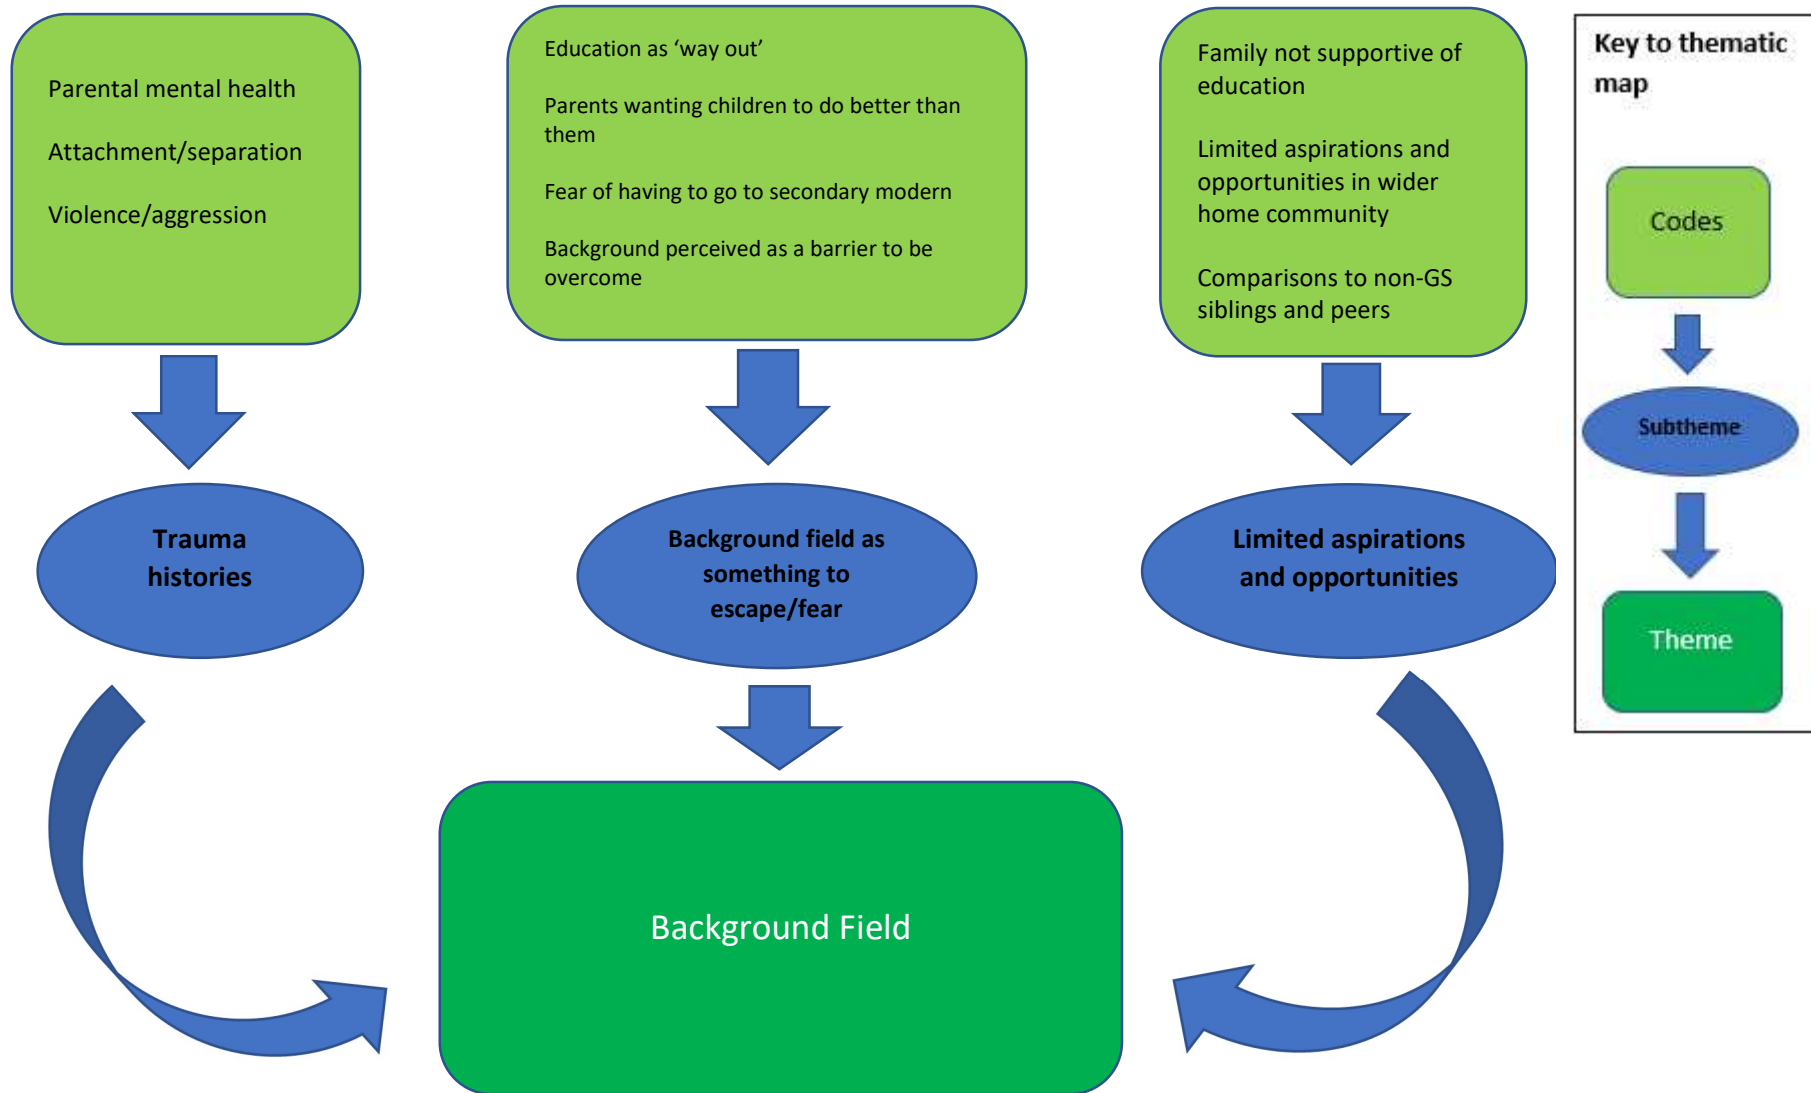 Parental mental health
Attachment/separation
Violence/aggression
Education as ‘way out’
Parents wanting children to do better than
them
Fear of having to go to secondary modern
Background perceived as a barrier to be
overcome
Family not supportive of
education
Limited aspirations and
opportunities in wider
home community
Comparisons to non-GS
siblings and peers
Trauma
histories
Background field as
something to
escape/fear
Limited aspirations
and opportunities
Background Field
Key to thematic
map
Codes
Subtheme
Theme